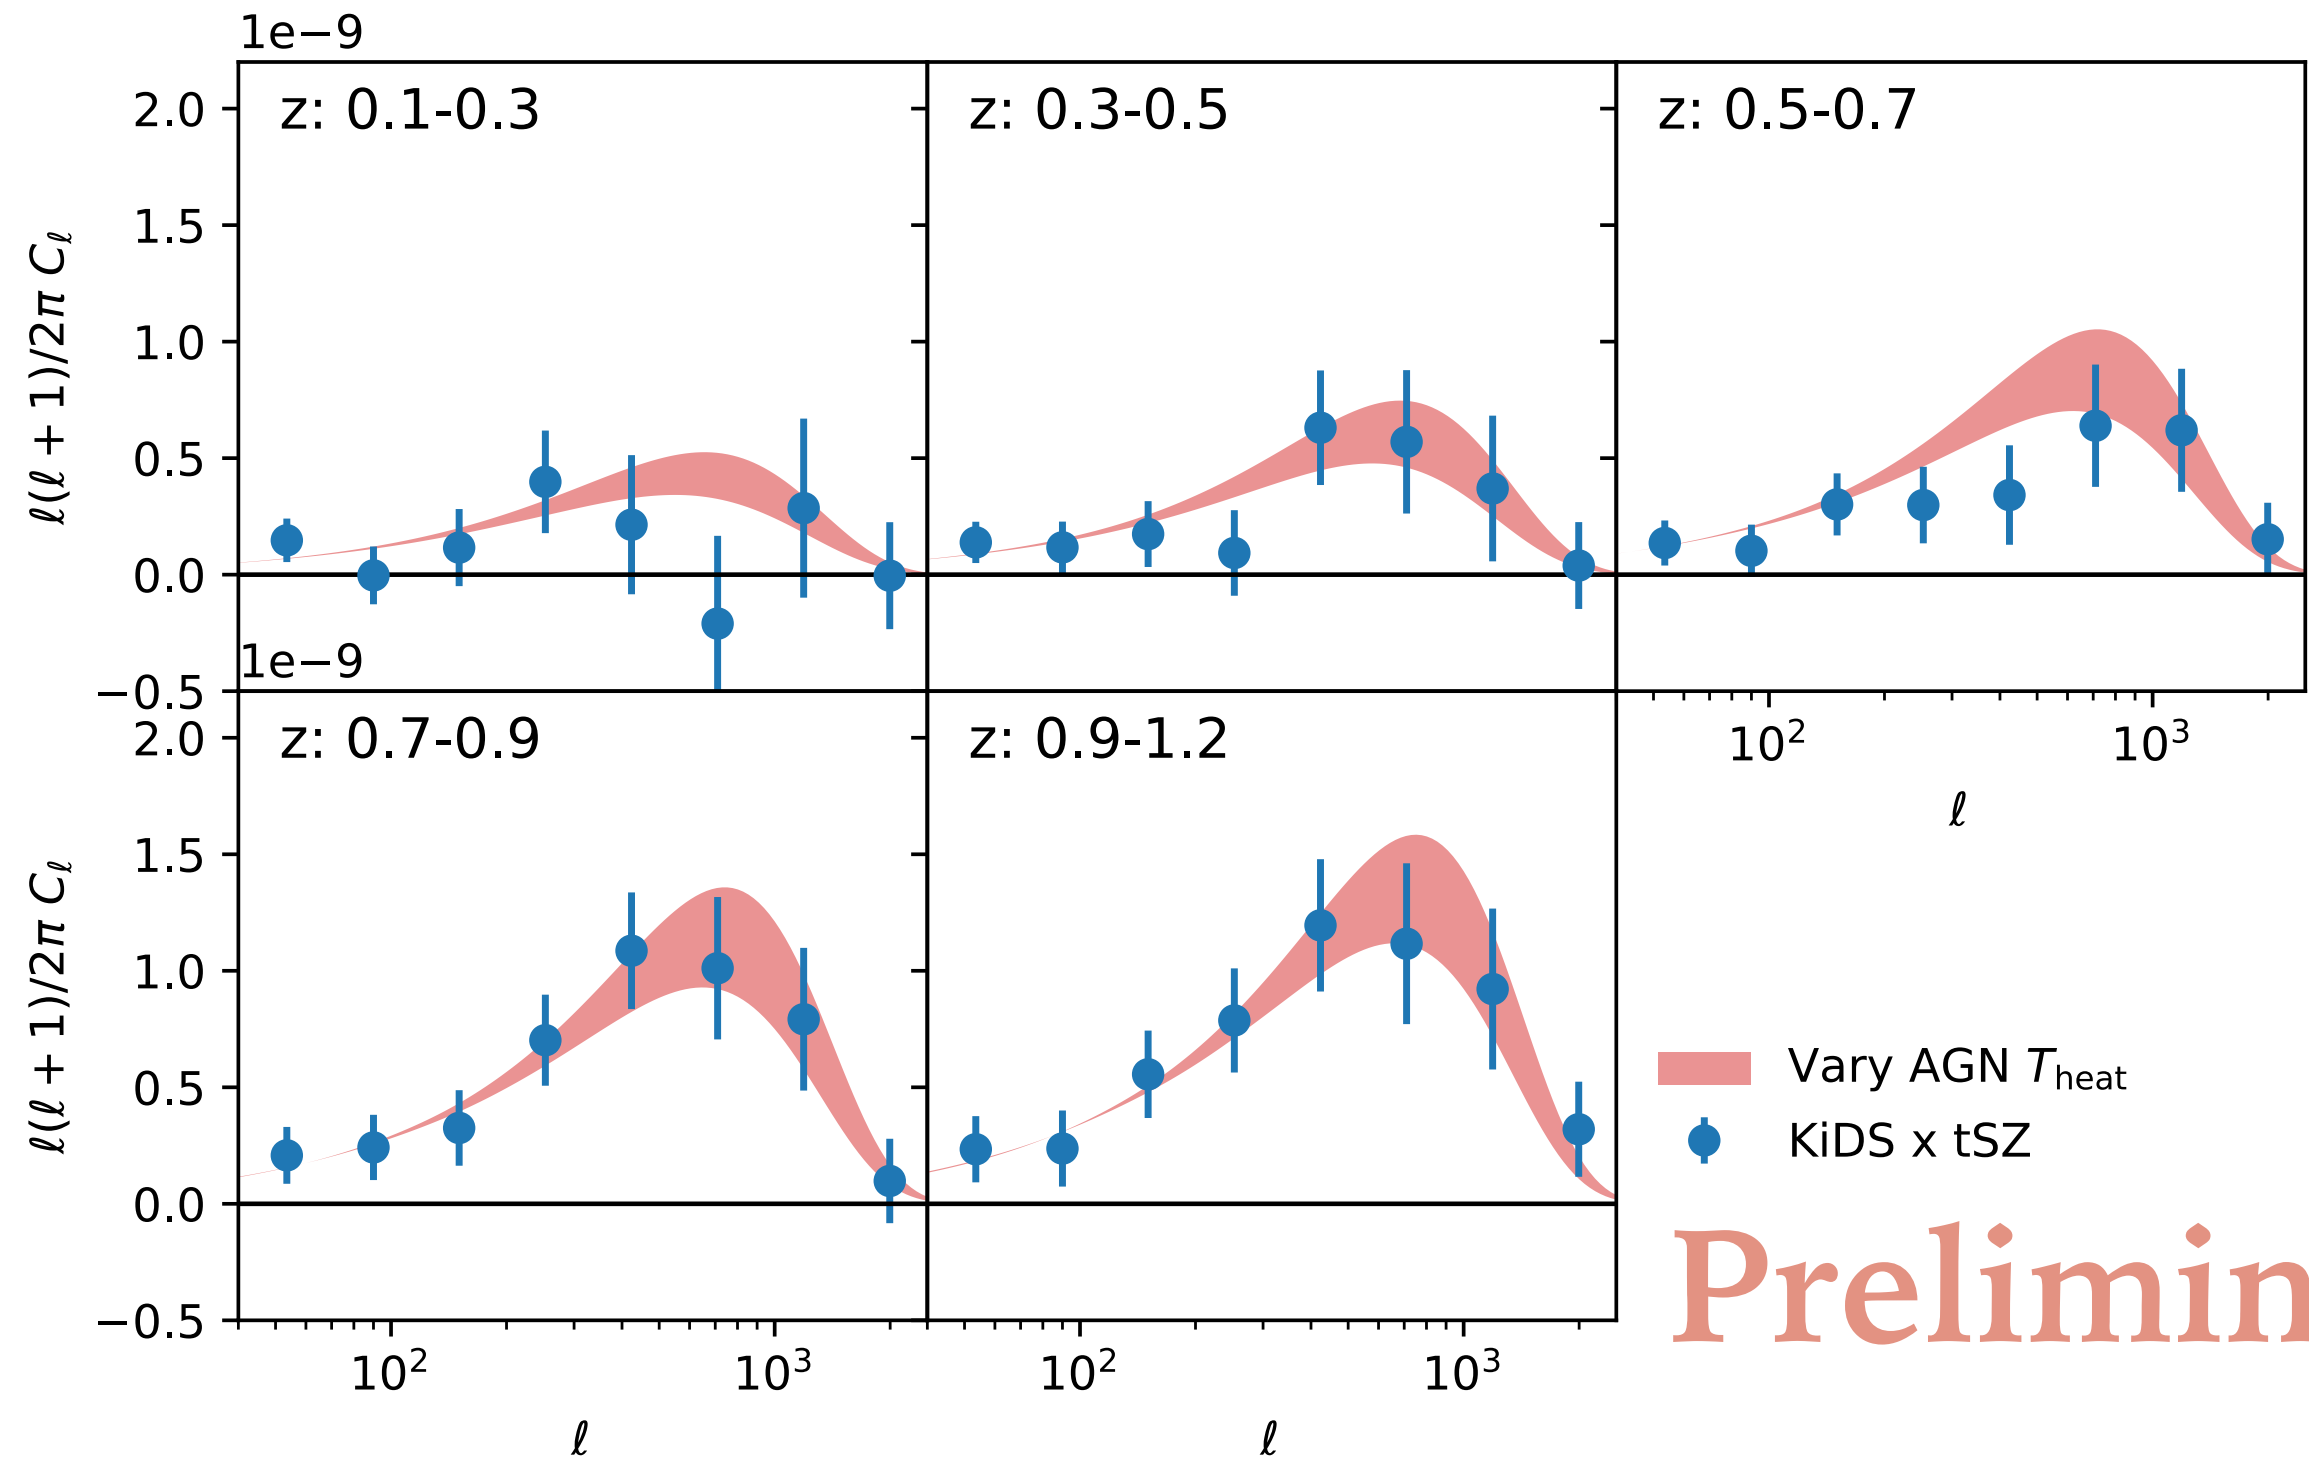 1e−9
z: 0.1-0.3
z: 0.3-0.5
z: 0.5-0.7
2.0
1.5
1.0
0.5
0.0
−0.5
ℓ(ℓ + 1)/2π Cℓ
10² 10³
ℓ
1e−9
z: 0.7-0.9
z: 0.9-1.2
2.0
1.5
1.0
0.5
0.0
−0.5
ℓ(ℓ + 1)/2π Cℓ
10² 10³
ℓ
10² 10³
ℓ
Vary AGN T_heat
KiDS x tSZ
Prelimin